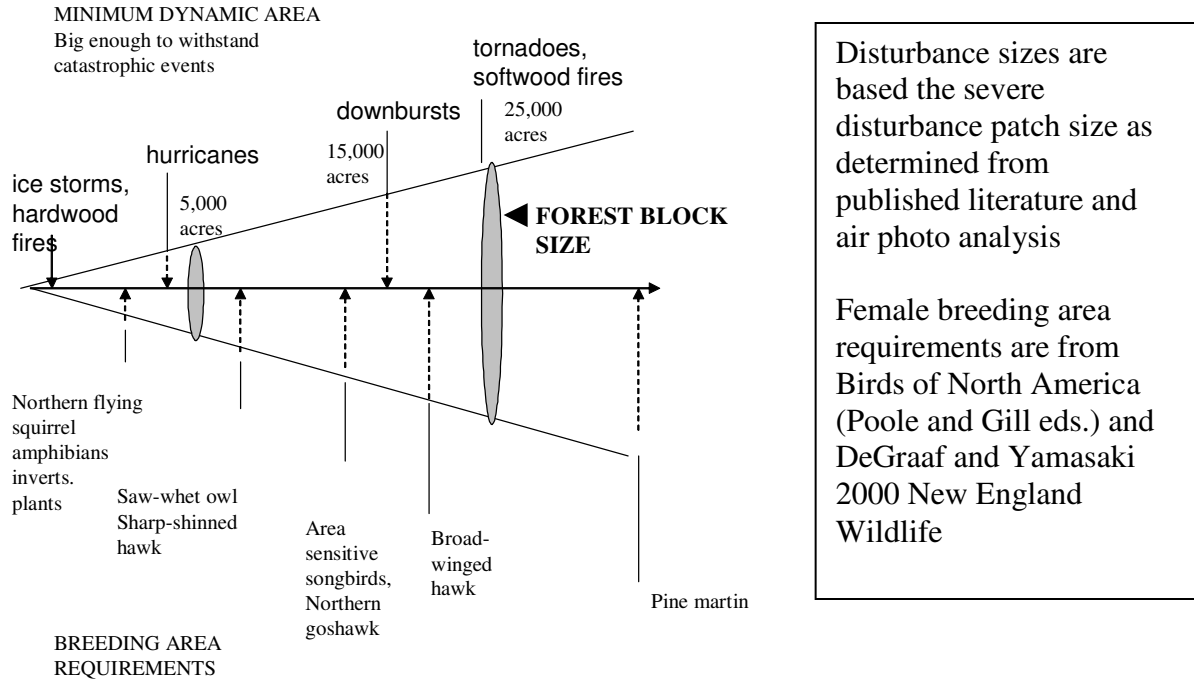 MINIMUM DYNAMIC AREA
Big enough to withstand
catastrophic events
tornadoes,
softwood fires
25,000
acres
downbursts
15,000
acres
hurricanes
5,000
acres
ice storms,
hardwood
fires
FOREST BLOCK
SIZE
Northern flying
squirrel
amphibians
inverts.
plants
Saw-whet owl
Sharp-shinned
hawk
Area
sensitive
songbirds,
Northern
goshawk
Broad-
winged
hawk
Pine martin
BREEDING AREA
REQUIREMENTS
Disturbance sizes are
based the severe
disturbance patch size as
determined from
published literature and
air photo analysis
Female breeding area
requirements are from
Birds of North America
(Poole and Gill eds.) and
DeGraaf and Yamasaki
2000 New England
Wildlife